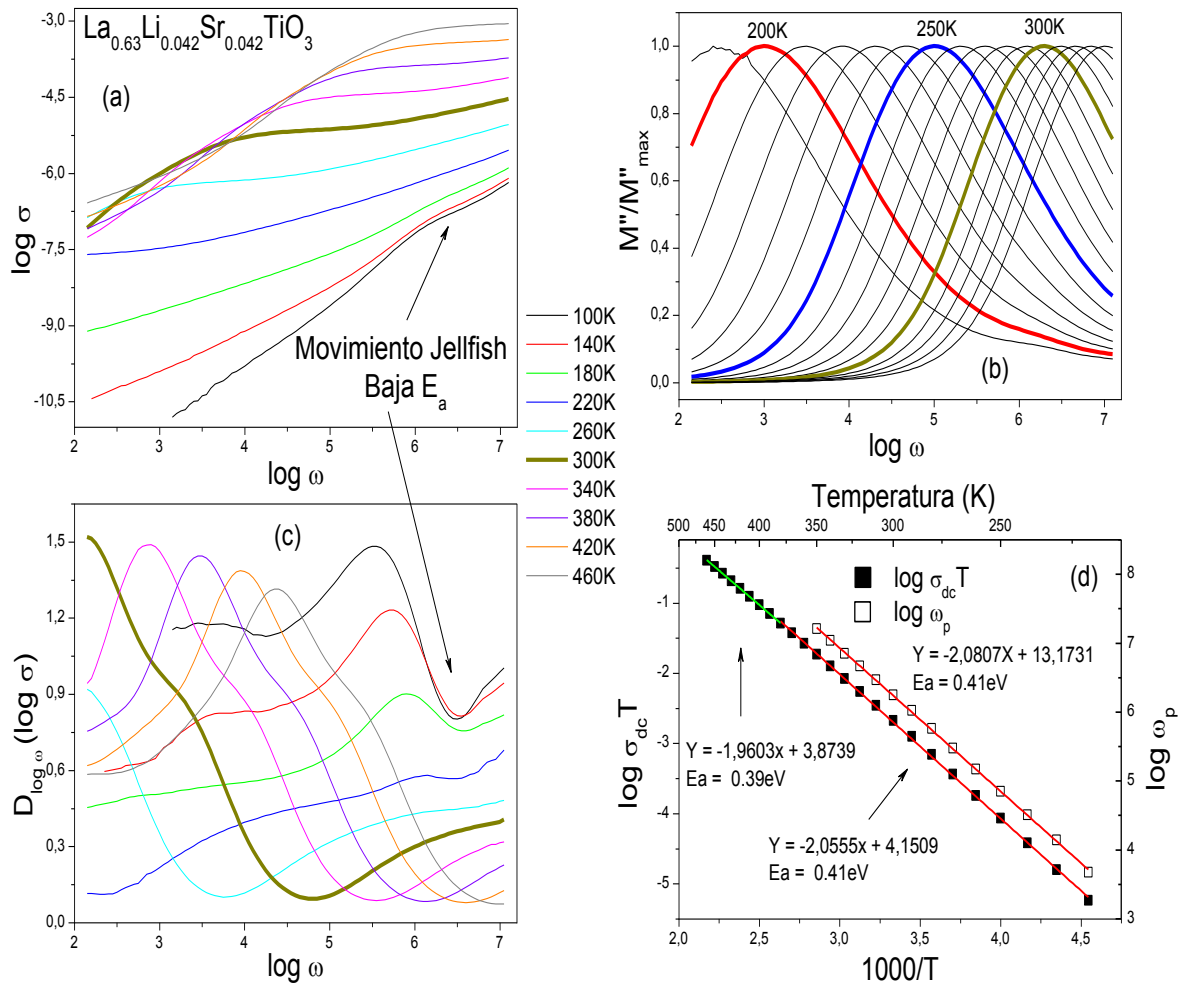 La0.63Li0.042Sr0.042TiO3
(a)
-3,0
-4,5
-6,0
-7,5
-9,0
-10,5
log σ
2 3 4 5 6 7
log ω
Movimiento Jellfish
Baja Ea
100K
140K
180K
220K
260K
300K
340K
380K
420K
460K
200K 250K 300K
1,0
0,8
0,6
0,4
0,2
0,0
M''/M''max
(b)
2 3 4 5 6 7
log ω
(c)
1,5
1,2
0,9
0,6
0,3
0,0
Dlog ω (log σ)
2 3 4 5 6 7
log ω
Temperatura (K)
500 450 400 350 300 250
(d)
log σdcT
log ωp
-1
-2
-3
-4
-5
log σdcT
8
7
6
5
4
3
log ωp
Y = -2,0807X + 13,1731
Ea = 0.41eV
Y = -1,9603x + 3,8739
Ea = 0.39eV
Y = -2,0555x + 4,1509
Ea = 0.41eV
2,0 2,5 3,0 3,5 4,0 4,5
1000/T